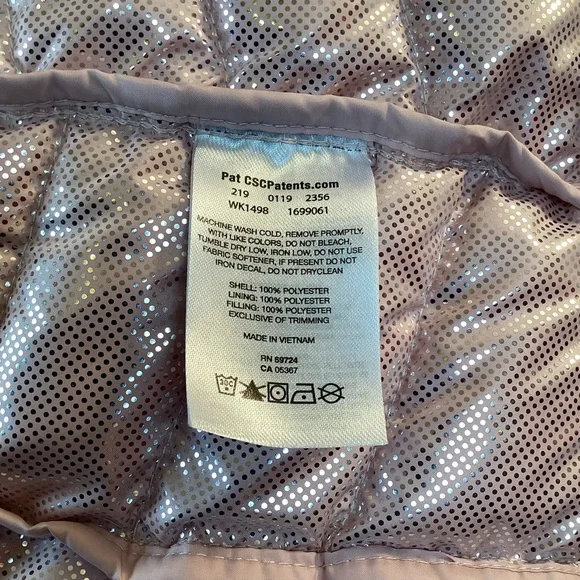 Pat CSCPatents.com
219 0119 2356
WK1498 1699061
MACHINE WASH COLD, REMOVE PROMPTLY,
WITH LIKE COLORS, DO NOT BLEACH,
TUMBLE DRY LOW, IRON LOW, DO NOT USE
FABRIC SOFTENER, IF PRESENT DO NOT
IRON DECAL, DO NOT DRYCLEAN
SHELL: 100% POLYESTER
LINING: 100% POLYESTER
FILLING: 100% POLYESTER
EXCLUSIVE OF TRIMMING
MADE IN VIETNAM
RN 69724
CA 05367
30C